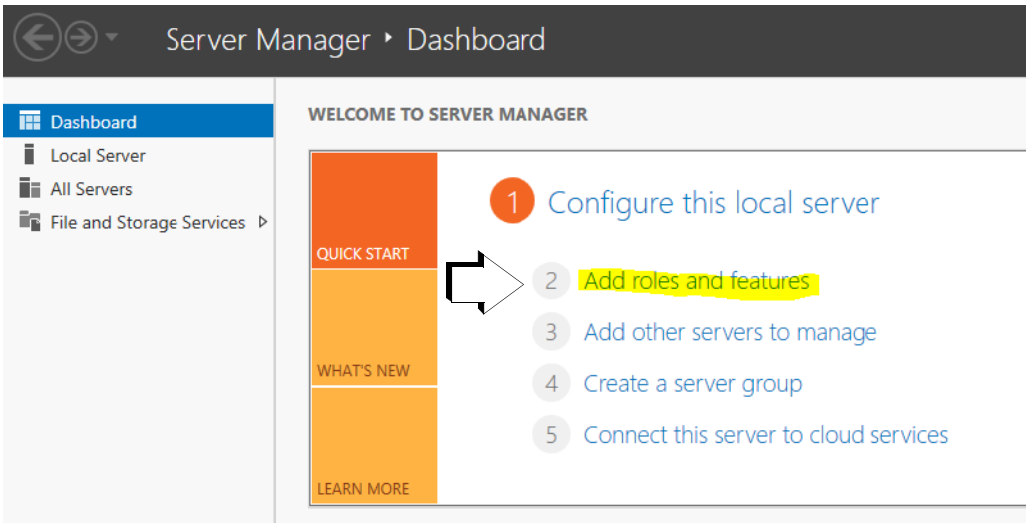 Server Manager ‣ Dashboard
Dashboard
Local Server
All Servers
File and Storage Services
WELCOME TO SERVER MANAGER
QUICK START
WHAT'S NEW
LEARN MORE
1 Configure this local server
2 Add roles and features
3 Add other servers to manage
4 Create a server group
5 Connect this server to cloud services